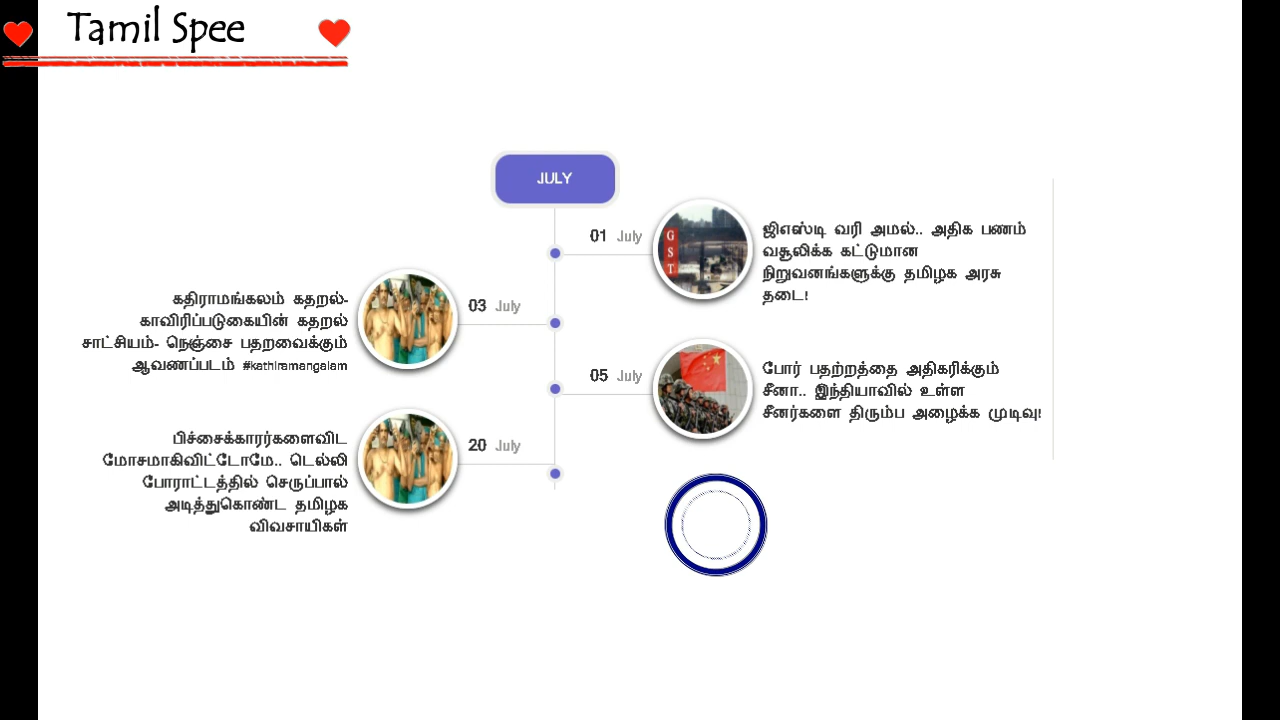 Tamil Spee
JULY
01 July
G
S
T
ஜிஎஸ்டி வரி அமல்.. அதிக பணம்
வசூலிக்க கட்டுமான
நிறுவனங்களுக்கு தமிழக அரசு
தடை!
03 July
கதிராமங்கலம் கதறல்-
காவிரிப்படுகையின் கதறல்
சாட்சியம்- நெஞ்சை பதறவைக்கும்
ஆவணப்படம் #kathiramangalam
05 July
போர் பதற்றத்தை அதிகரிக்கும்
சீனா.. இந்தியாவில் உள்ள
சீனர்களை திரும்ப அழைக்க முடிவு!
20 July
பிச்சைக்காரர்களைவிட
மோசமாகிவிட்டோமே.. டெல்லி
போராட்டத்தில் செருப்பால்
அடித்துகொண்ட தமிழக
விவசாயிகள்